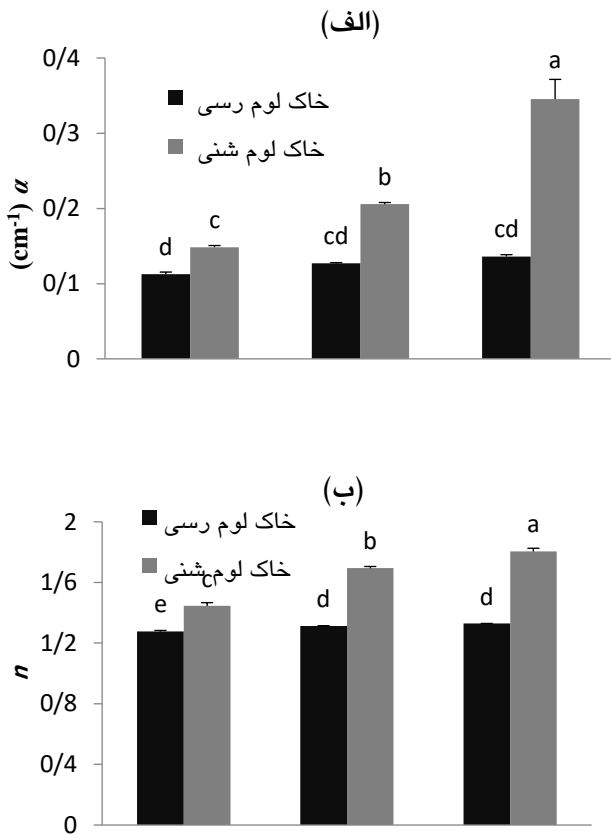 (الف)
0/4
0/3
0/2
0/1
0
(cm-1) α
خاک لوم رسی
خاک لوم شنی
d
c
cd
b
cd
a
(ب)
2
1/6
1/2
0/8
0/4
0
n
خاک لوم رسی
خاک لوم شنی
e
c
d
b
d
a